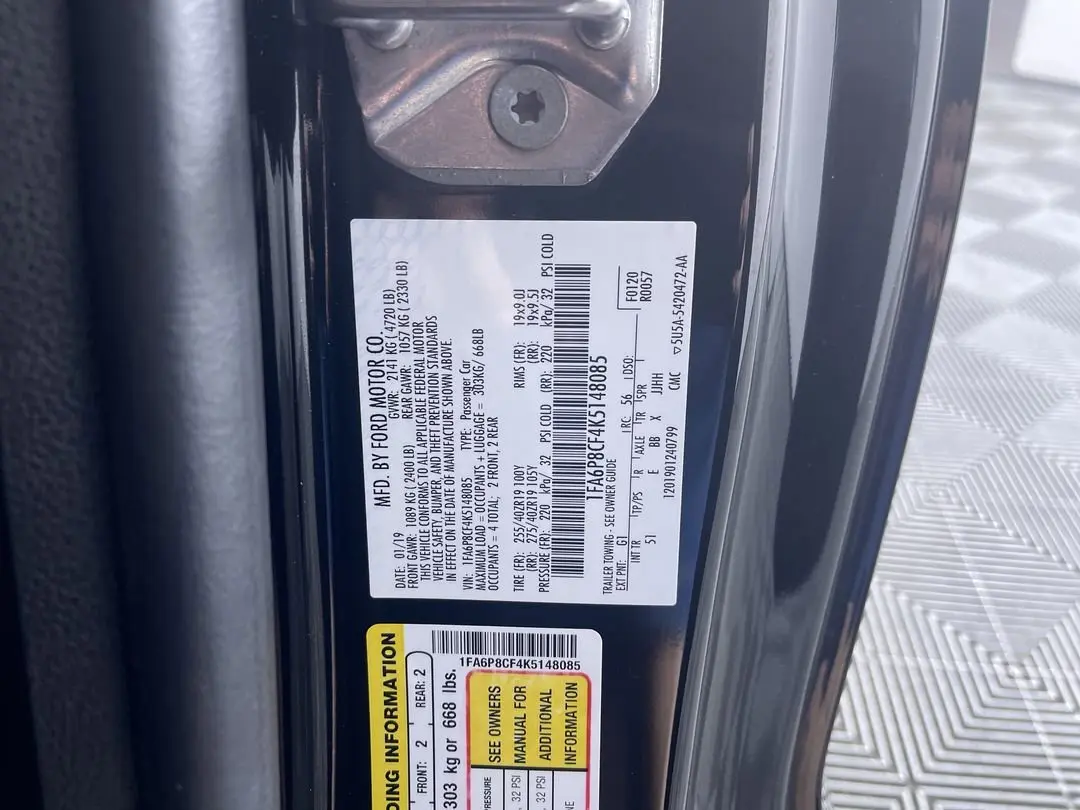 MFD. BY FORD MOTOR CO.
DATE: 01/19 GVWR: 2141 KG (4720 LB)
FRONT GAWR: 1089 KG (2400 LB) REAR GAWR: 1057 KG (2330 LB)
THIS VEHICLE CONFORMS TO ALL APPLICABLE FEDERAL MOTOR
VEHICLE SAFETY, BUMPER, AND THEFT PREVENTION STANDARDS
IN EFFECT ON THE DATE OF MANUFACTURE SHOWN ABOVE.
VIN: 1FA6P8CF4K5148085 TYPE: Passenger Car
MAXIMUM LOAD = OCCUPANTS + LUGGAGE = 303KG/ 668LB
OCCUPANTS = 4 TOTAL; 2 FRONT, 2 REAR
TIRE (FR): 255/40ZR19 100Y RIMS (FR): 19x9.0J
(RR): 275/40ZR19 105Y (RR): 19x9.5J
PRESSURE (FR): 220 kPa/ 32 PSI COLD (RR): 220 kPa/ 32 PSI COLD
1FA6P8CF4K5148085
TRAILER TOWING - SEE OWNER GUIDE
EXT PNT: G1 RC: 56 DSO: F0120
R0057
INT TR TP/PS R AXLE TR SPR
51 E BB X JJHH
1201901240799 CMC ▽5U5A-5420472-AA
DING INFORMATION
FRONT: 2 REAR: 2
303 kg or 668 lbs.
1FA6P8CF4K5148085
PRESSURE
, 32 PSI
, 32 PSI
NE
SEE OWNERS
MANUAL FOR
ADDITIONAL
INFORMATION